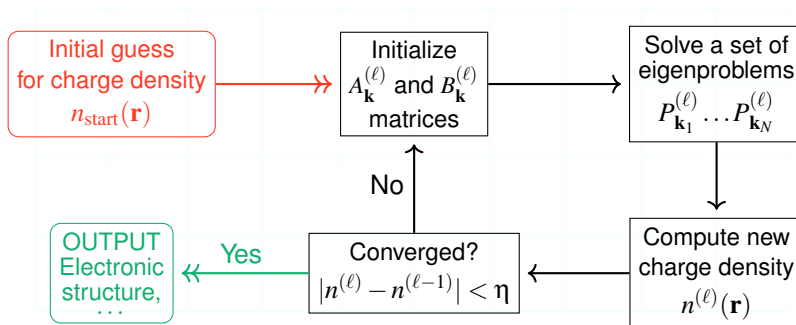 Initial guess
for charge density
n_start(r)
Initialize
A_k^(ℓ) and B_k^(ℓ)
matrices
Solve a set of
eigenproblems
P_k₁^(ℓ) … P_k_N^(ℓ)
No
OUTPUT
Electronic
structure,
⋯
Yes
Converged?
|n^(ℓ) − n^(ℓ−1)| < η
Compute new
charge density
n^(ℓ)(r)